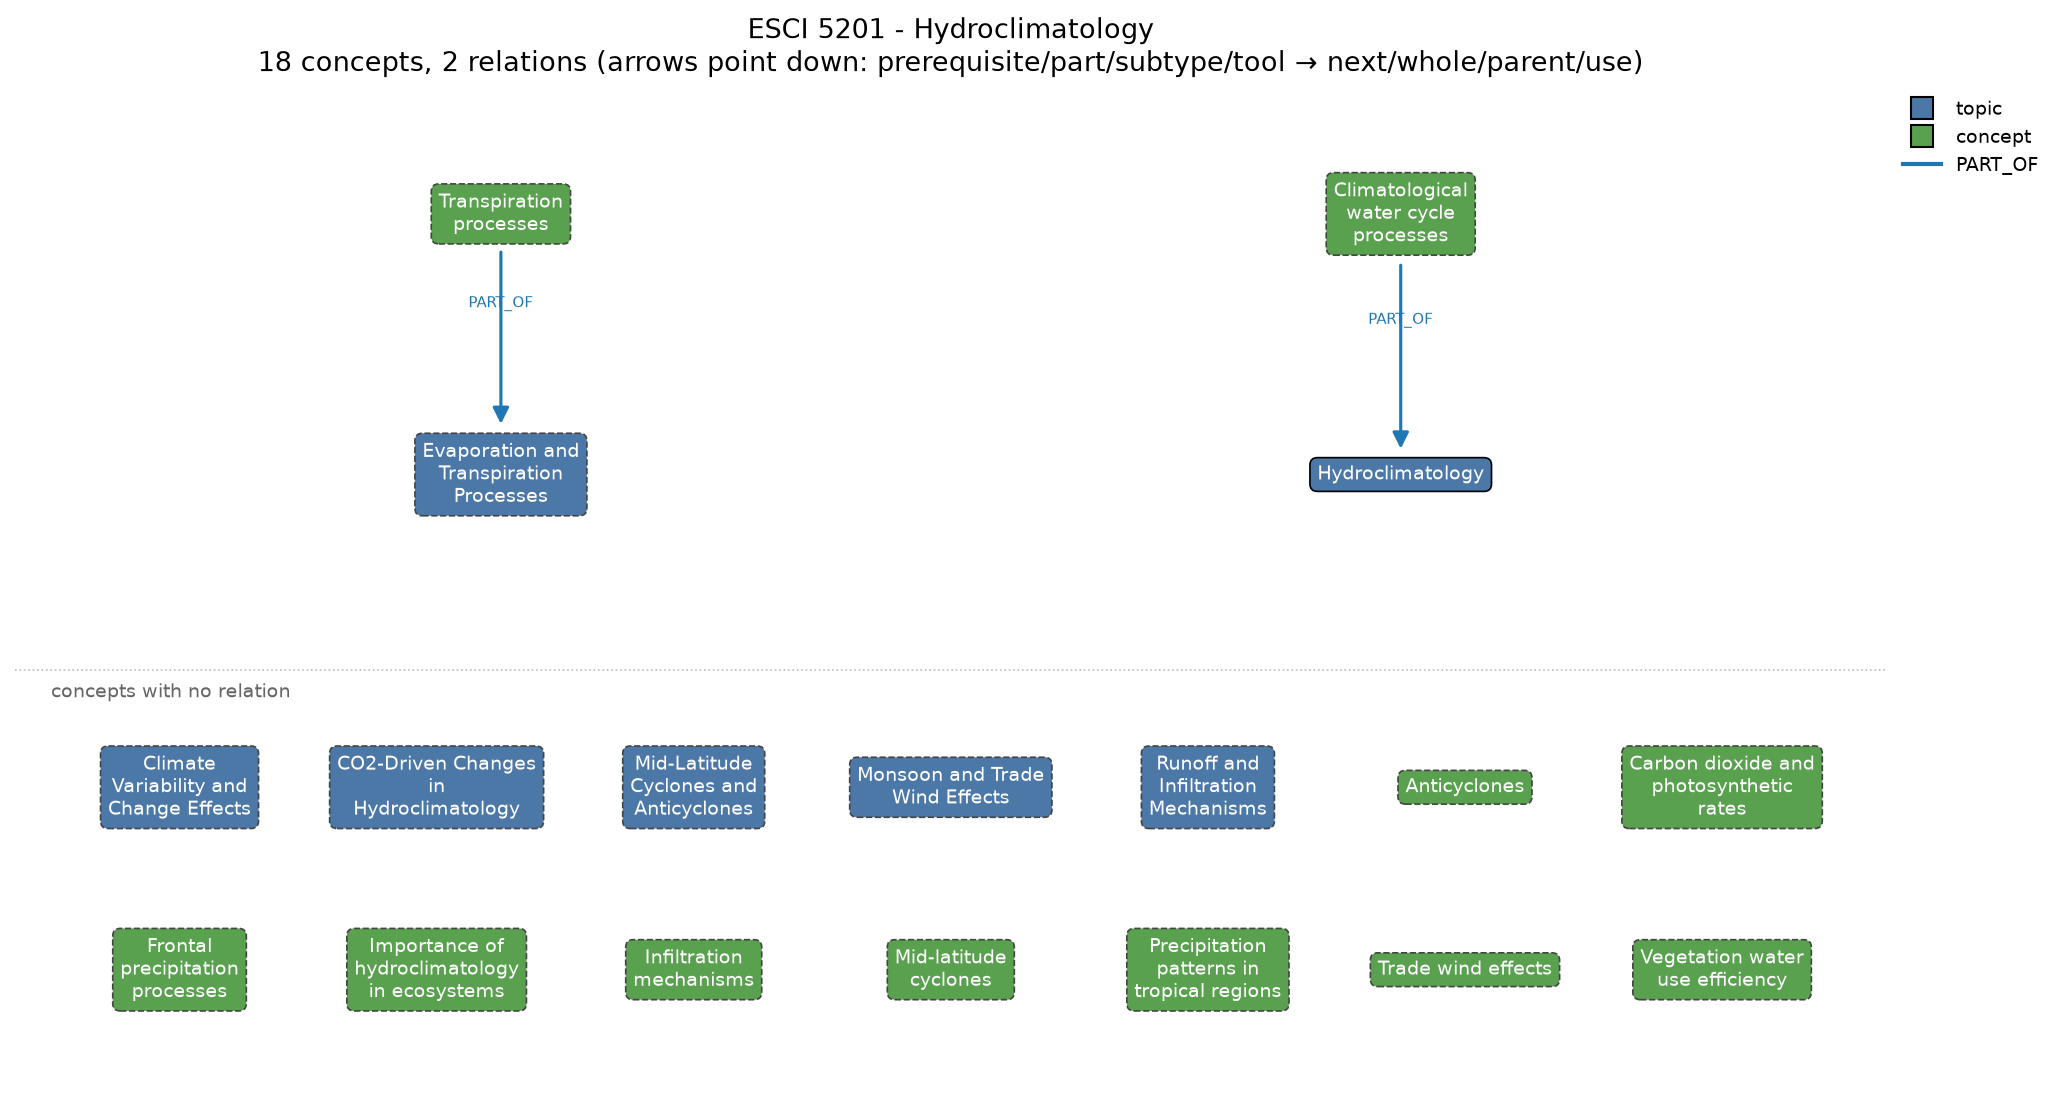 ESCI 5201 - Hydroclimatology
18 concepts, 2 relations (arrows point down: prerequisite/part/subtype/tool → next/whole/parent/use)
topic
concept
PART_OF
Transpiration
processes
Climatological
water cycle
processes
PART_OF
PART_OF
Evaporation and
Transpiration
Processes
Hydroclimatology
concepts with no relation
Climate
Variability and
Change Effects
CO2-Driven Changes
in
Hydroclimatology
Mid-Latitude
Cyclones and
Anticyclones
Monsoon and Trade
Wind Effects
Runoff and
Infiltration
Mechanisms
Anticyclones
Carbon dioxide and
photosynthetic
rates
Frontal
precipitation
processes
Importance of
hydroclimatology
in ecosystems
Infiltration
mechanisms
Mid-latitude
cyclones
Precipitation
patterns in
tropical regions
Trade wind effects
Vegetation water
use efficiency